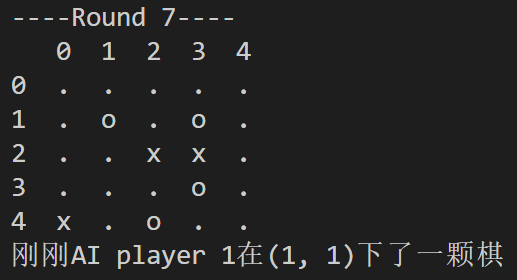 ----Round 7----
   0  1  2  3  4
0  .  .  .  .  .
1  .  o  .  o  .
2  .  .  x  x  .
3  .  .  .  o  .
4  x  .  o  .  .
刚刚AI player 1在(1, 1)下了一颗棋